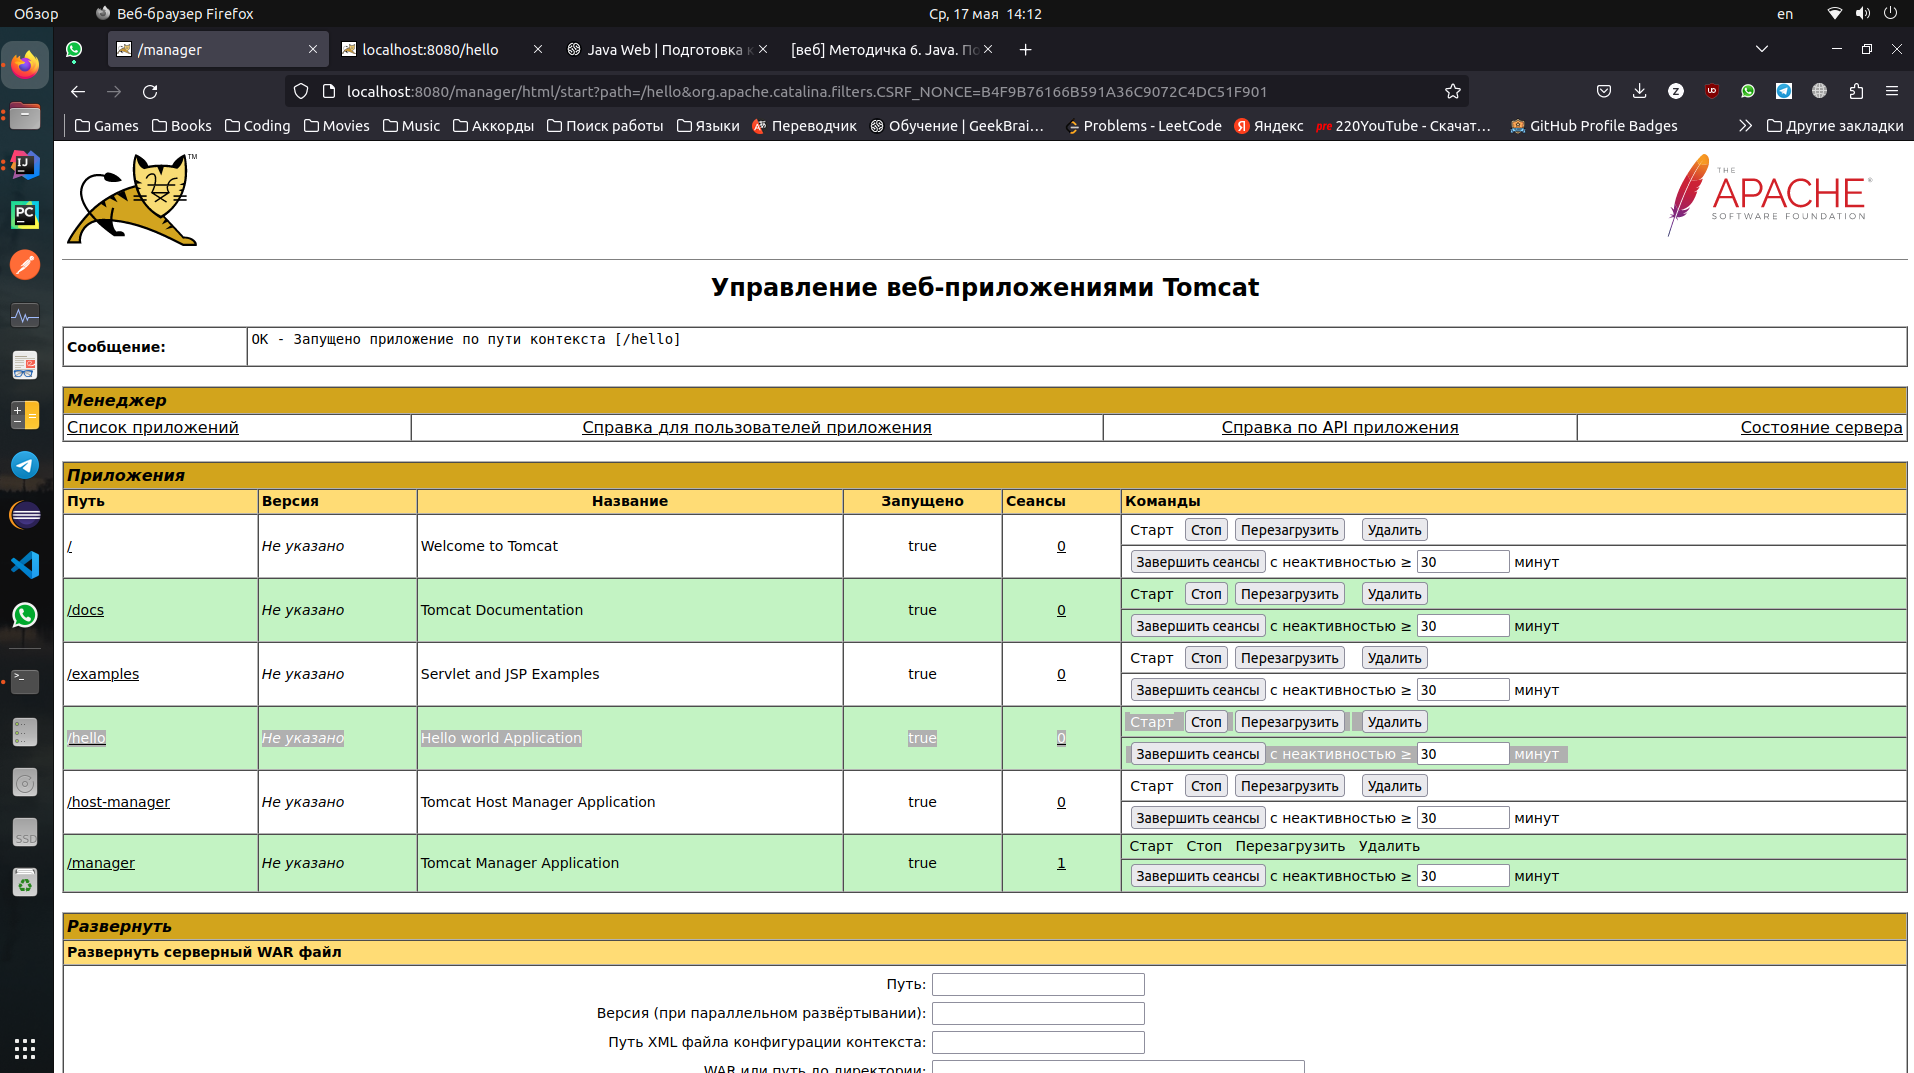 Обзор Веб-браузер Firefox Ср, 17 мая 14:12 en
/manager localhost:8080/hello Java Web | Подготовка к [веб] Методичка 6. Java. По
localhost:8080/manager/html/start?path=/hello&org.apache.catalina.filters.CSRF_NONCE=B4F9B76166B591A36C9072C4DC51F901
Games Books Coding Movies Music Аккорды Поиск работы Языки Переводчик Обучение | GeekBrai… Problems - LeetCode Яндекс pre 220YouTube - Скачат… GitHub Profile Badges Другие закладки
TM
THE
APACHE®
SOFTWARE FOUNDATION
Управление веб-приложениями Tomcat
Сообщение: OK - Запущено приложение по пути контекста [/hello]
Менеджер
Список приложений Справка для пользователей приложения Справка по API приложения Состояние сервера
Приложения
Путь Версия Название Запущено Сеансы Команды
/ Не указано Welcome to Tomcat true 0 Старт Стоп Перезагрузить Удалить
Завершить сеансы с неактивностью ≥ 30 минут
/docs Не указано Tomcat Documentation true 0 Старт Стоп Перезагрузить Удалить
Завершить сеансы с неактивностью ≥ 30 минут
/examples Не указано Servlet and JSP Examples true 0 Старт Стоп Перезагрузить Удалить
Завершить сеансы с неактивностью ≥ 30 минут
/hello Не указано Hello world Application true 0 Старт Стоп Перезагрузить Удалить
Завершить сеансы с неактивностью ≥ 30 минут
/host-manager Не указано Tomcat Host Manager Application true 0 Старт Стоп Перезагрузить Удалить
Завершить сеансы с неактивностью ≥ 30 минут
/manager Не указано Tomcat Manager Application true 1 Старт Стоп Перезагрузить Удалить
Завершить сеансы с неактивностью ≥ 30 минут
Развернуть
Развернуть серверный WAR файл
Путь:
Версия (при параллельном развёртывании):
Путь XML файла конфигурации контекста:
WAR или путь до директории:
IJ
PC
SSD